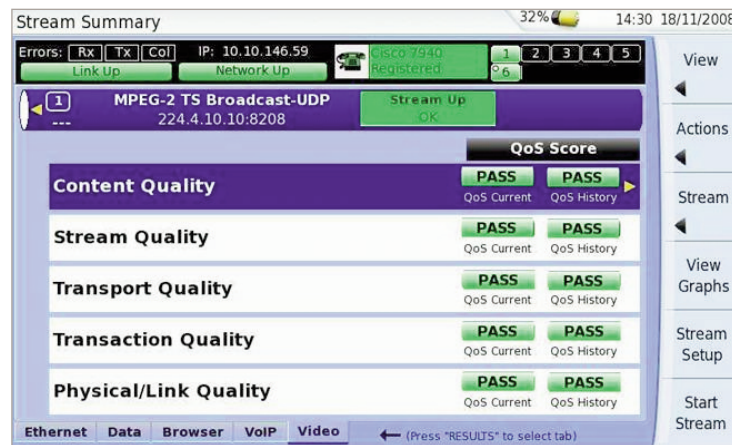 Stream Summary
32%
14:30 18/11/2008
Errors: Rx Tx Col IP: 10.10.146.59
Link Up Network Up
Cisco 7940
Registered
1 2 3 4 5
6
1 MPEG-2 TS Broadcast-UDP
--- 224.4.10.10:8208
Stream Up
OK
QoS Score
Content Quality PASS PASS
QoS Current QoS History
Stream Quality PASS PASS
QoS Current QoS History
Transport Quality PASS PASS
QoS Current QoS History
Transaction Quality PASS PASS
QoS Current QoS History
Physical/Link Quality PASS PASS
QoS Current QoS History
Ethernet Data Browser VoIP Video (Press "RESULTS" to select tab)
View
Actions
Stream
View
Graphs
Stream
Setup
Start
Stream